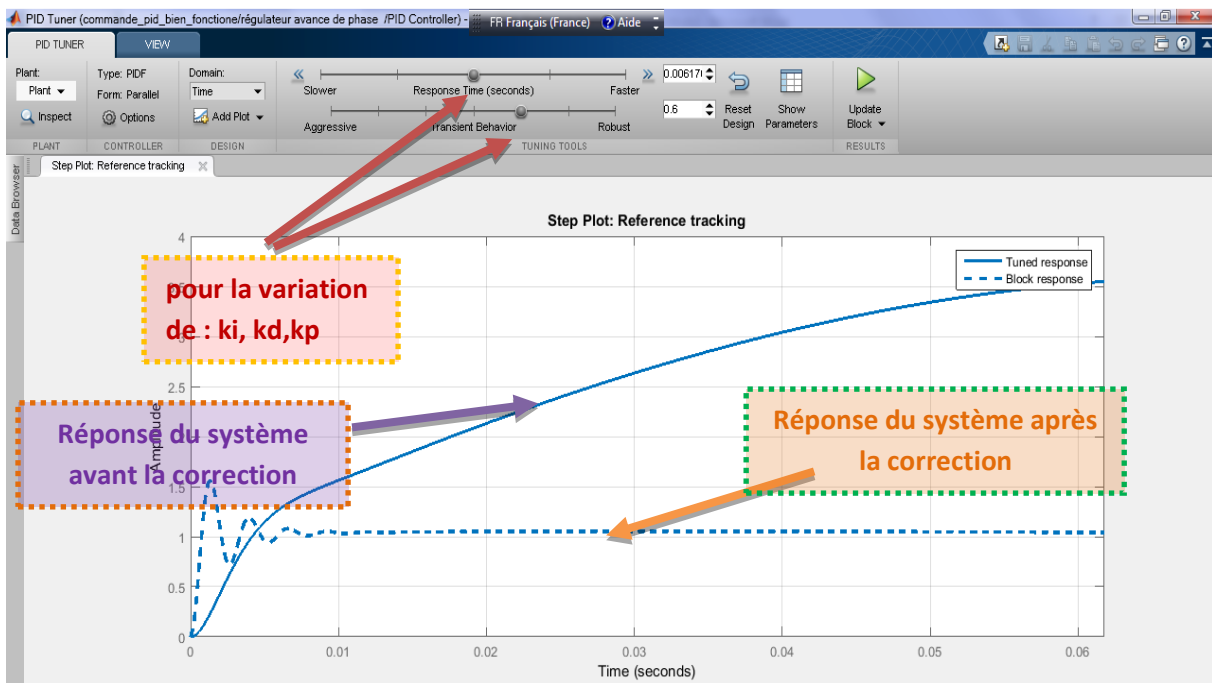 PID Tuner (commande_pid_bien_fonctione/régulateur avance de phase /PID Controller) -
FR Français (France) Aide
PID TUNER VIEW
Plant: Type: PIDF Domain:
Plant Form: Parallel Time
Slower Response Time (seconds) Faster
Inspect Options Add Plot
Aggressive Transient Behavior Robust
0.6
Reset Design
Show Parameters
Update Block
PLANT CONTROLLER DESIGN TUNING TOOLS RESULTS
Step Plot: Reference tracking
Data Browser
Step Plot: Reference tracking
Tuned response
Block response
pour la variation
de : ki, kd,kp
Réponse du système
avant la correction
Réponse du système après
la correction
Amplitude
4
2.5
1.5
1
0.5
0
0 0.01 0.02 0.03 0.04 0.05 0.06
Time (seconds)